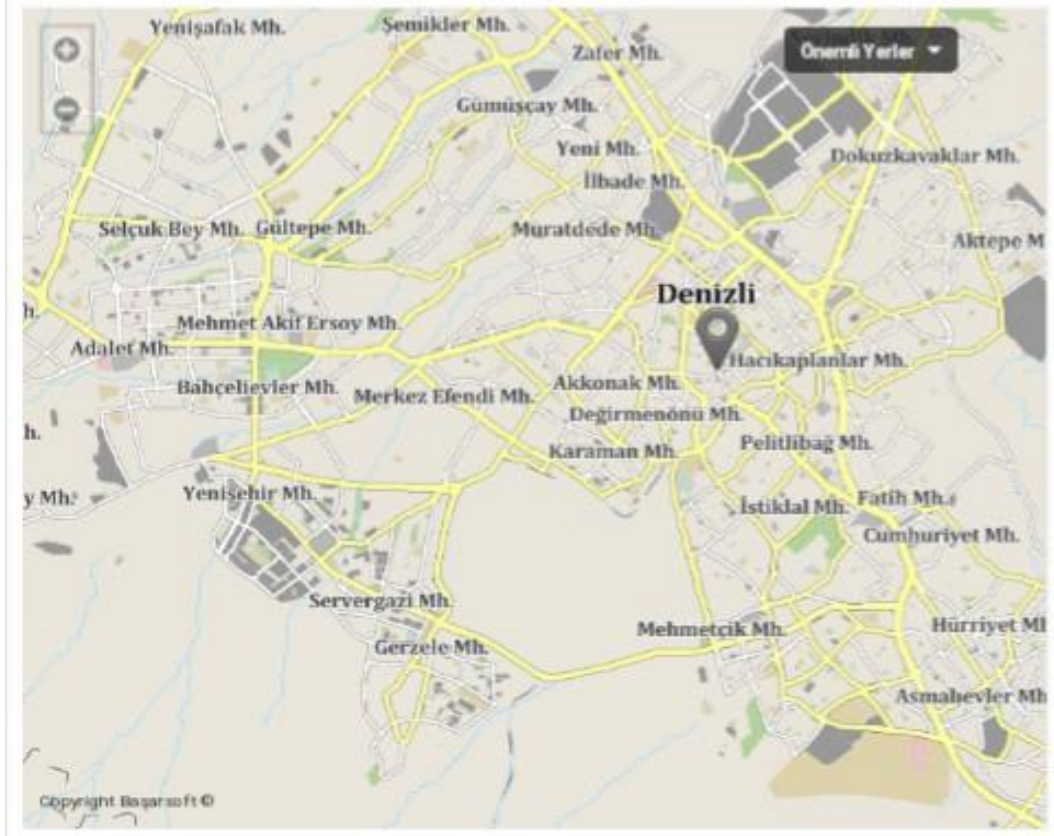 Yenişafak Mh.
Şemikler Mh.
Zafer Mh.
Önemli Yerler
Gümüşçay Mh.
Yeni Mh.
Dokuzkavaklar Mh.
İlbade Mh.
Selçuk Bey Mh.
Gültepe Mh.
Muratdede Mh.
Aktepe M
Denizli
h.
Mehmet Akif Ersoy Mh.
Adalet Mh.
Hacıkaplanlar Mh.
Bahçelievler Mh.
Merkez Efendi Mh.
Akkonak Mh.
Değirmenönü Mh.
h.
Karaman Mh.
Pelitlibağ Mh.
y Mh.
Yenişehir Mh.
İstiklal Mh.
Fatih Mh.
Cumhuriyet Mh.
Servergazi Mh.
Mehmetçik Mh.
Hürriyet Mh
Gerzele Mh.
Asmalıevler Mh
Copyright Başarsoft ©